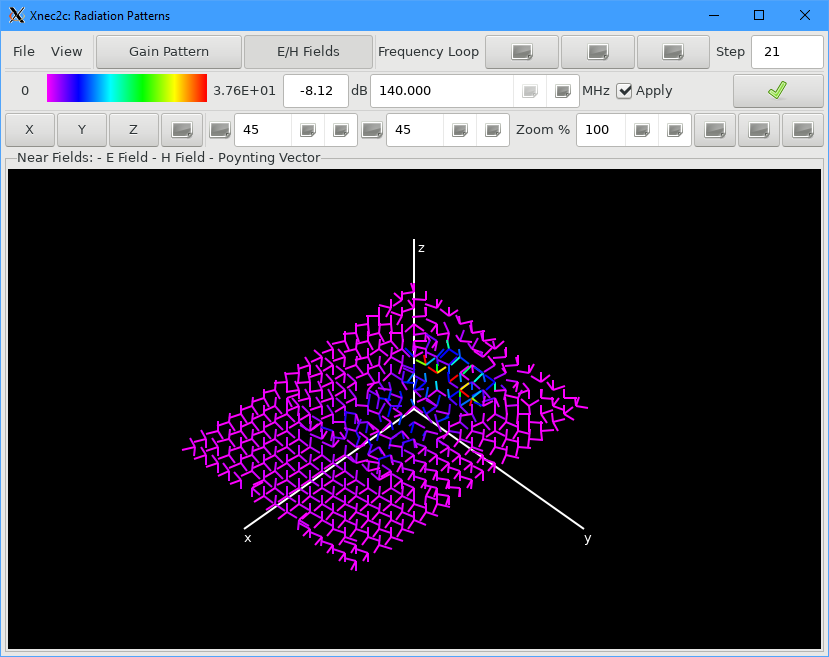 Xnec2c: Radiation Patterns
File View Gain Pattern E/H Fields Frequency Loop Step 21
0 3.76E+01 -8.12 dB 140.000 MHz Apply
X Y Z 45 45 Zoom % 100
Near Fields: - E Field - H Field - Poynting Vector
z
x
y